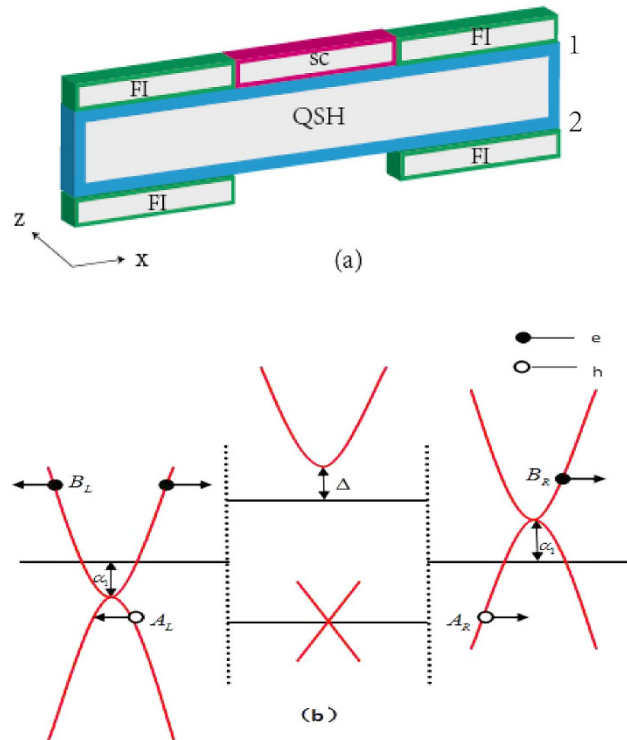 FI
sc
FI
1
QSH
2
FI
FI
z
x
(a)
e
h
B_L
Δ
B_R
α_1
α_1
A_L
A_R
(b)